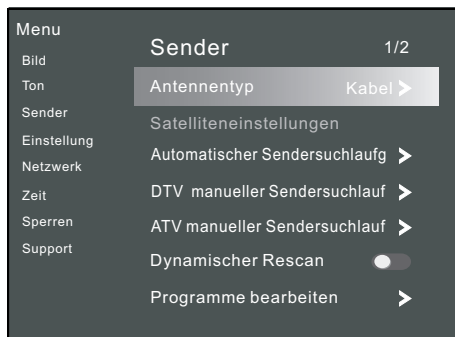 Menu
Bild
Ton
Sender
Einstellung
Netzwerk
Zeit
Sperren
Support
Sender 1/2
Antennentyp Kabel >
Satelliteneinstellungen
Automatischer Sendersuchlaufg >
DTV manueller Sendersuchlauf >
ATV manueller Sendersuchlauf >
Dynamischer Rescan
Programme bearbeiten >